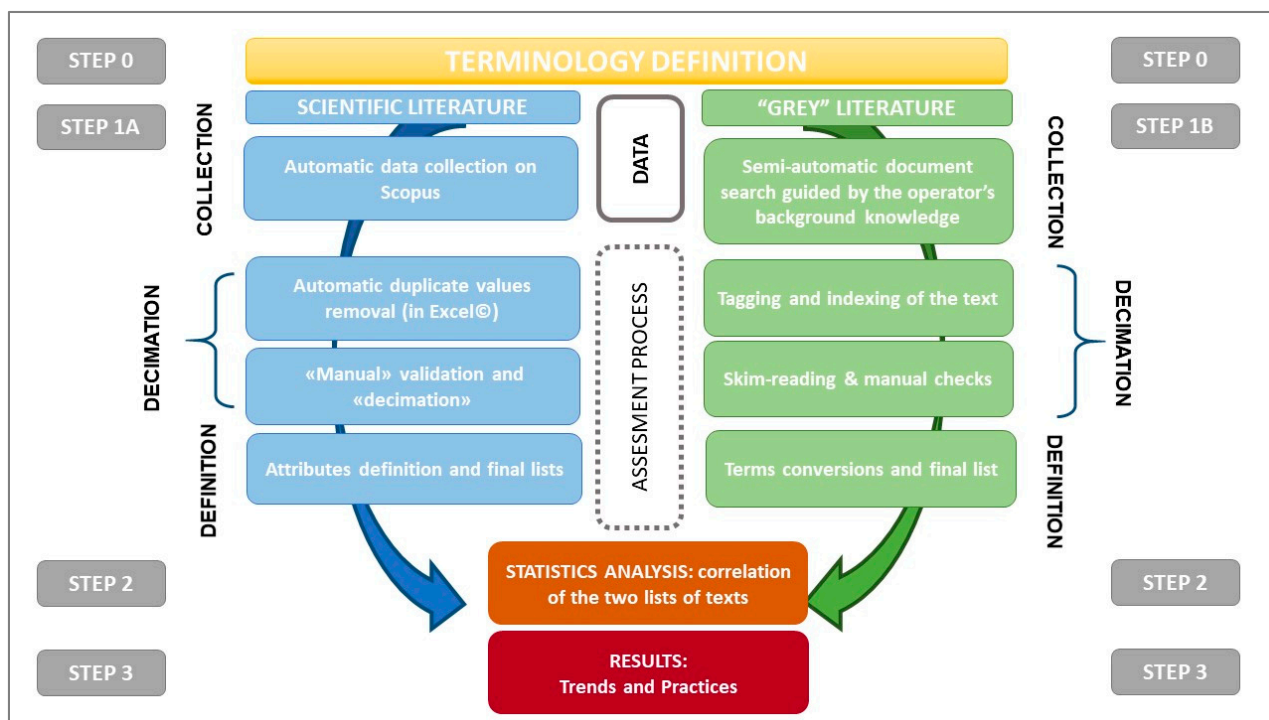 STEP 0
TERMINOLOGY DEFINITION
STEP 0
STEP 1A
SCIENTIFIC LITERATURE
"GREY" LITERATURE
STEP 1B
COLLECTION
Automatic data collection on
Scopus
DATA
Semi-automatic document
search guided by the operator's
background knowledge
COLLECTION
DECIMATION
Automatic duplicate values
removal (in Excel©)
«Manual» validation and
«decimation»
ASSESMENT PROCESS
Tagging and indexing of the text
Skim-reading & manual checks
DECIMATION
DEFINITION
Attributes definition and final lists
Terms conversions and final list
DEFINITION
STEP 2
STATISTICS ANALYSIS: correlation
of the two lists of texts
STEP 2
STEP 3
RESULTS:
Trends and Practices
STEP 3